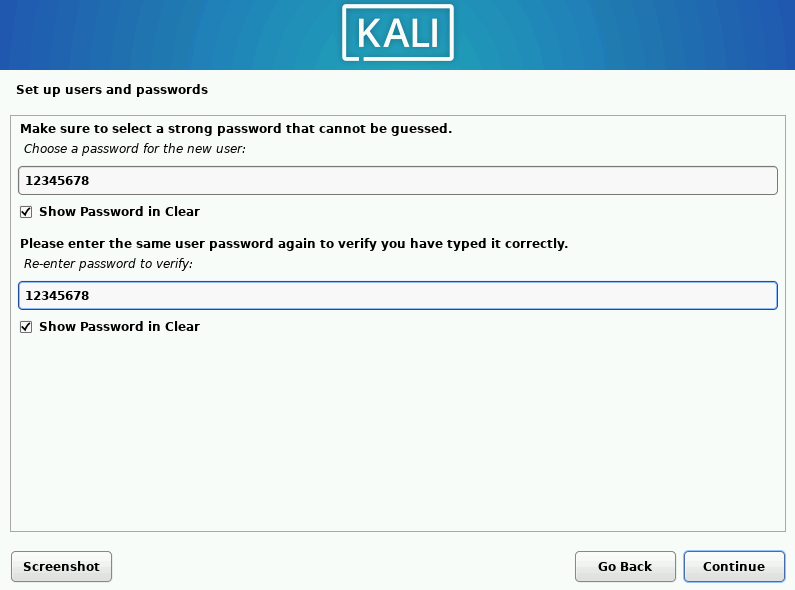 KALI
Set up users and passwords
Make sure to select a strong password that cannot be guessed.
Choose a password for the new user:
12345678
Show Password in Clear
Please enter the same user password again to verify you have typed it correctly.
Re-enter password to verify:
12345678
Show Password in Clear
Screenshot
Go Back
Continue